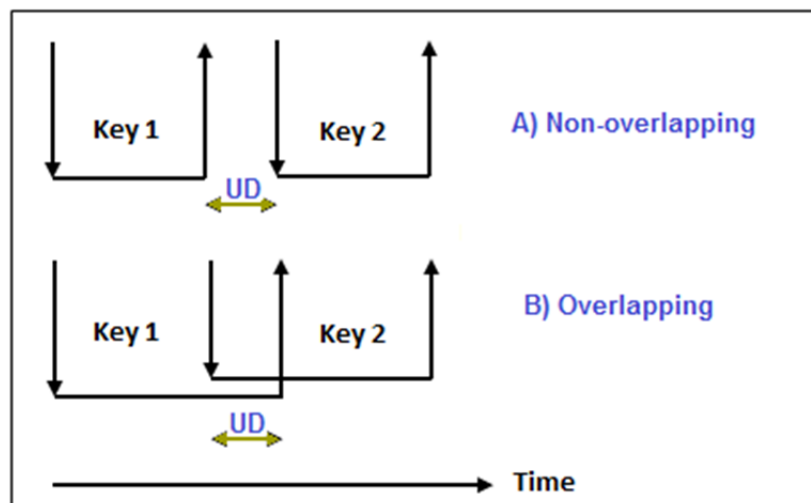 Key 1
Key 2
A) Non-overlapping
UD
Key 1
Key 2
B) Overlapping
UD
Time